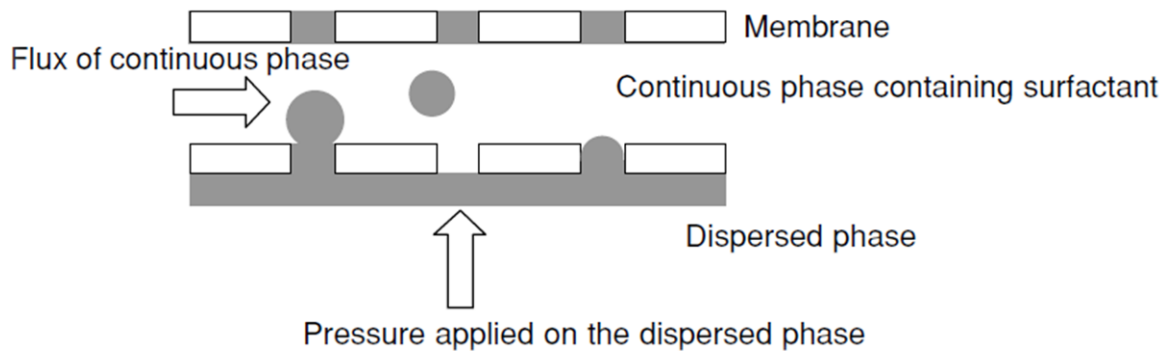 Membrane
Flux of continuous phase
Continuous phase containing surfactant
Dispersed phase
Pressure applied on the dispersed phase